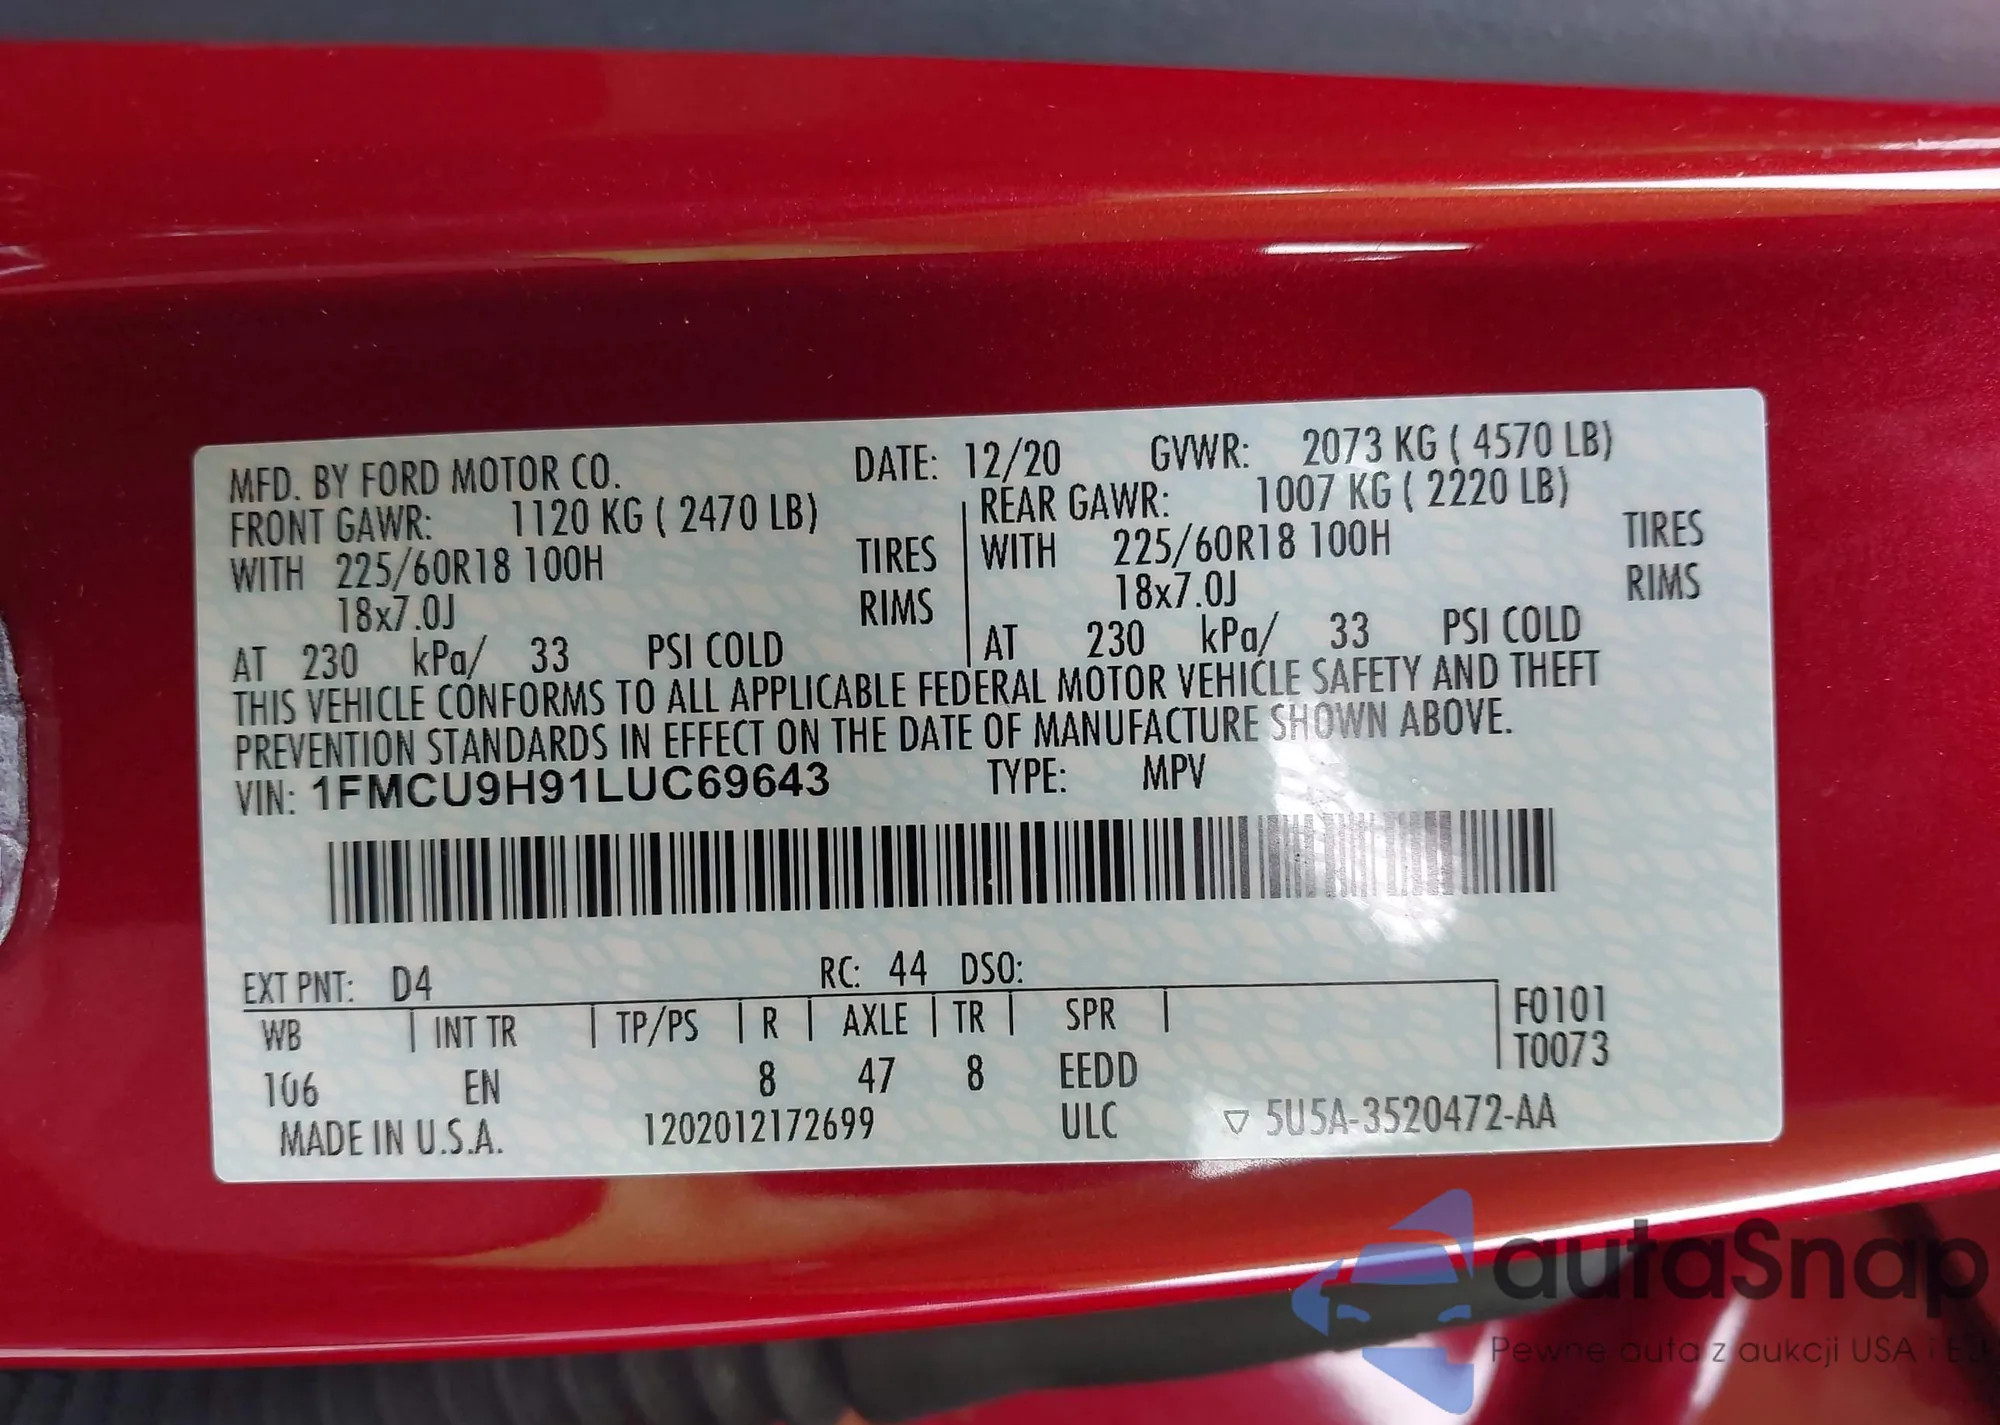 MFD. BY FORD MOTOR CO. DATE: 12/20 GVWR: 2073 KG ( 4570 LB)
FRONT GAWR: 1120 KG ( 2470 LB) REAR GAWR: 1007 KG ( 2220 LB)
WITH 225/60R18 100H TIRES WITH 225/60R18 100H TIRES
18x7.0J RIMS 18x7.0J RIMS
AT 230 kPa/ 33 PSI COLD AT 230 kPa/ 33 PSI COLD
THIS VEHICLE CONFORMS TO ALL APPLICABLE FEDERAL MOTOR VEHICLE SAFETY AND THEFT
PREVENTION STANDARDS IN EFFECT ON THE DATE OF MANUFACTURE SHOWN ABOVE.
VIN: 1FMCU9H91LUC69643 TYPE: MPV
EXT PNT: D4 RC: 44 DSO:
WB | INT TR | TP/PS | R | AXLE | TR | SPR | F0101
T0073
106 EN 8 47 8 EEDD
MADE IN U.S.A. 1202012172699 ULC ▽ 5U5A-3520472-AA
autaSnap
Pewne auta z aukcji USA i EU